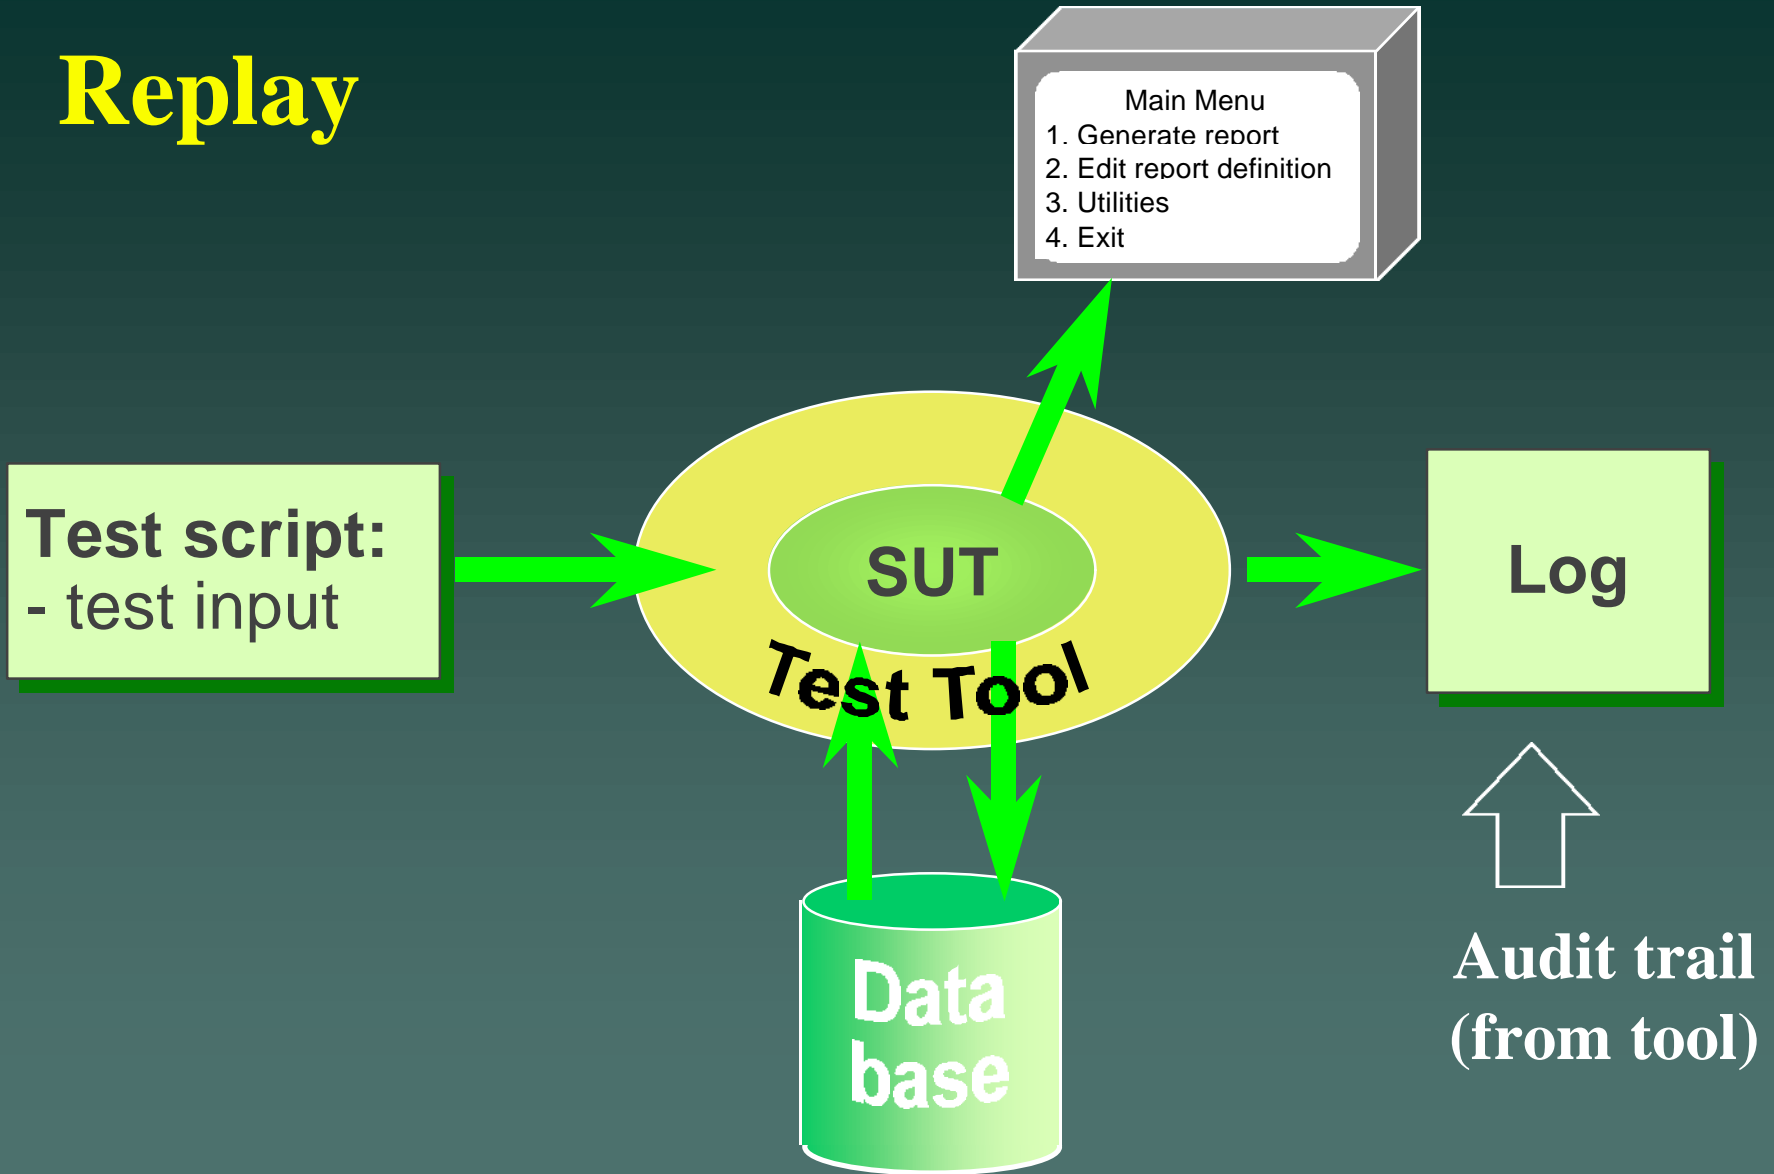 Replay
Main Menu
1. Generate report
2. Edit report definition
3. Utilities
4. Exit
Test script:
- test input
SUT
Test Tool
Log
Data
base
Audit trail
(from tool)